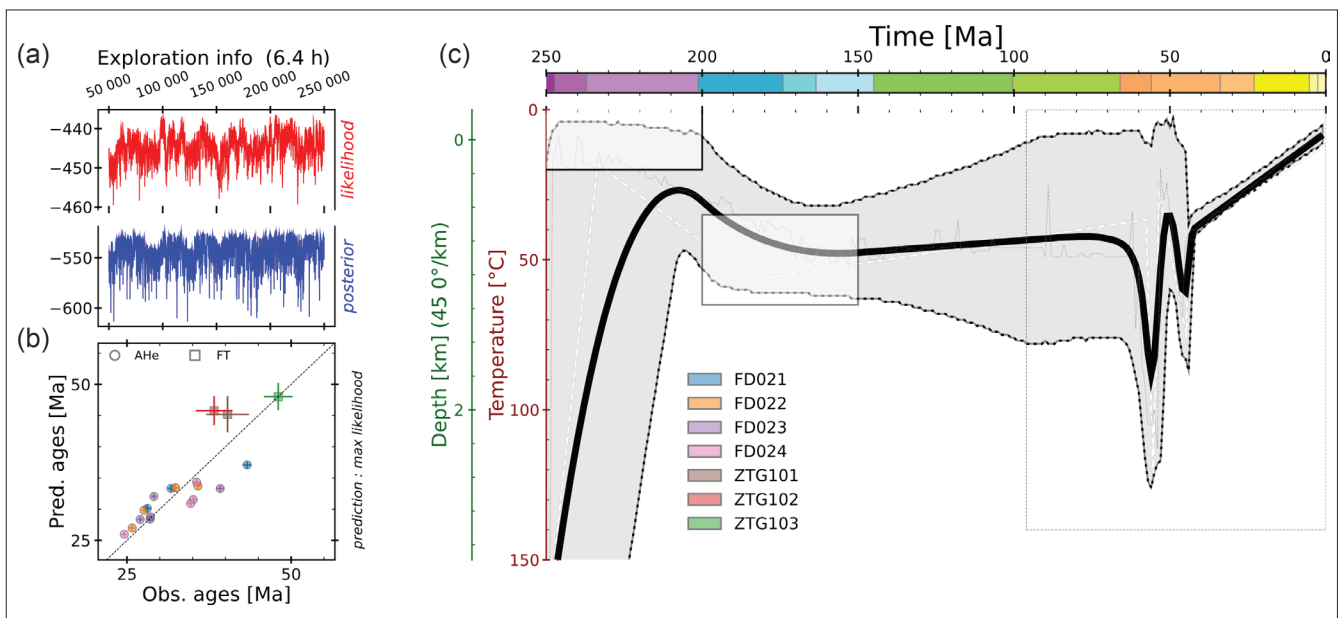 (a)
Exploration info (6.4 h)
50 000 100 000 150 000 200 000 250 000
−440
−450
−460
likelihood
−550
−600
posterior
(b)
AHe FT
50
25
Pred. ages [Ma]
25 50
Obs. ages [Ma]
prediction : max likelihood
(c)
Time [Ma]
250 200 150 100 50 0
0
2
Depth [km] (45 0°/km)
0
50
100
150
Temperature [°C]
FD021
FD022
FD023
FD024
ZTG101
ZTG102
ZTG103